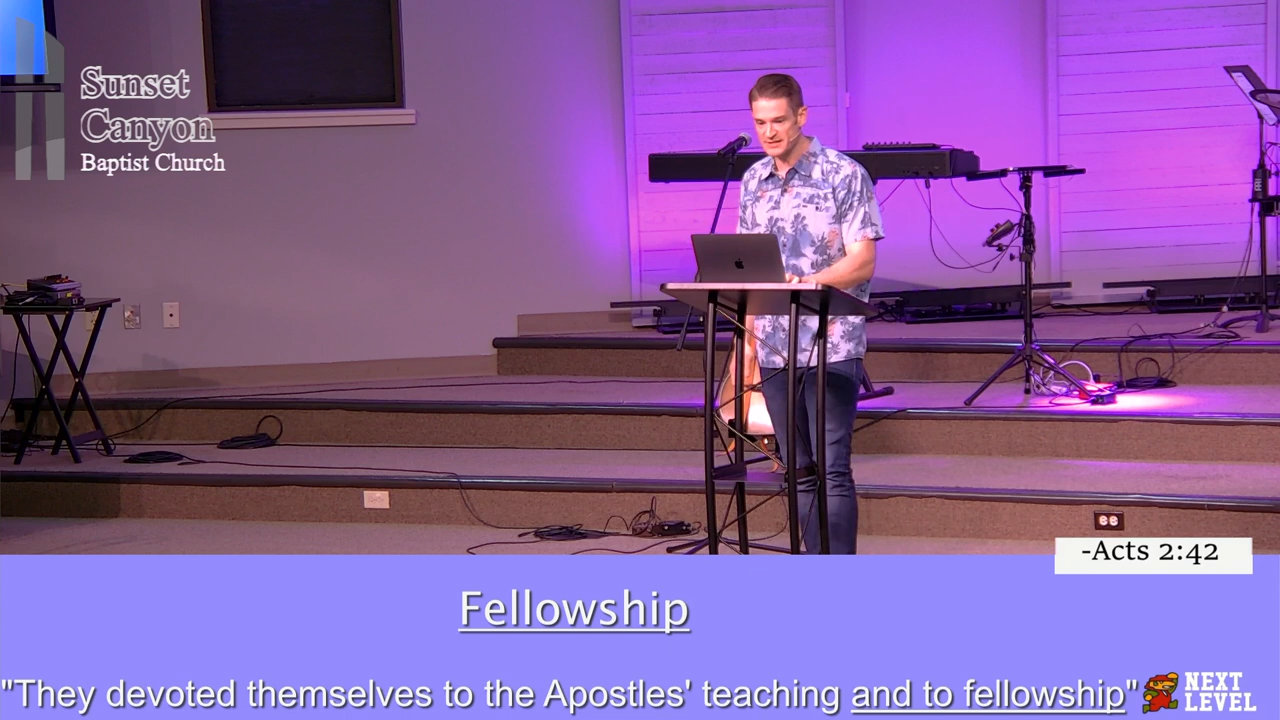 Sunset
Canyon
Baptist Church
-Acts 2:42
Fellowship
"They devoted themselves to the Apostles' teaching and to fellowship"
NEXT
LEVEL